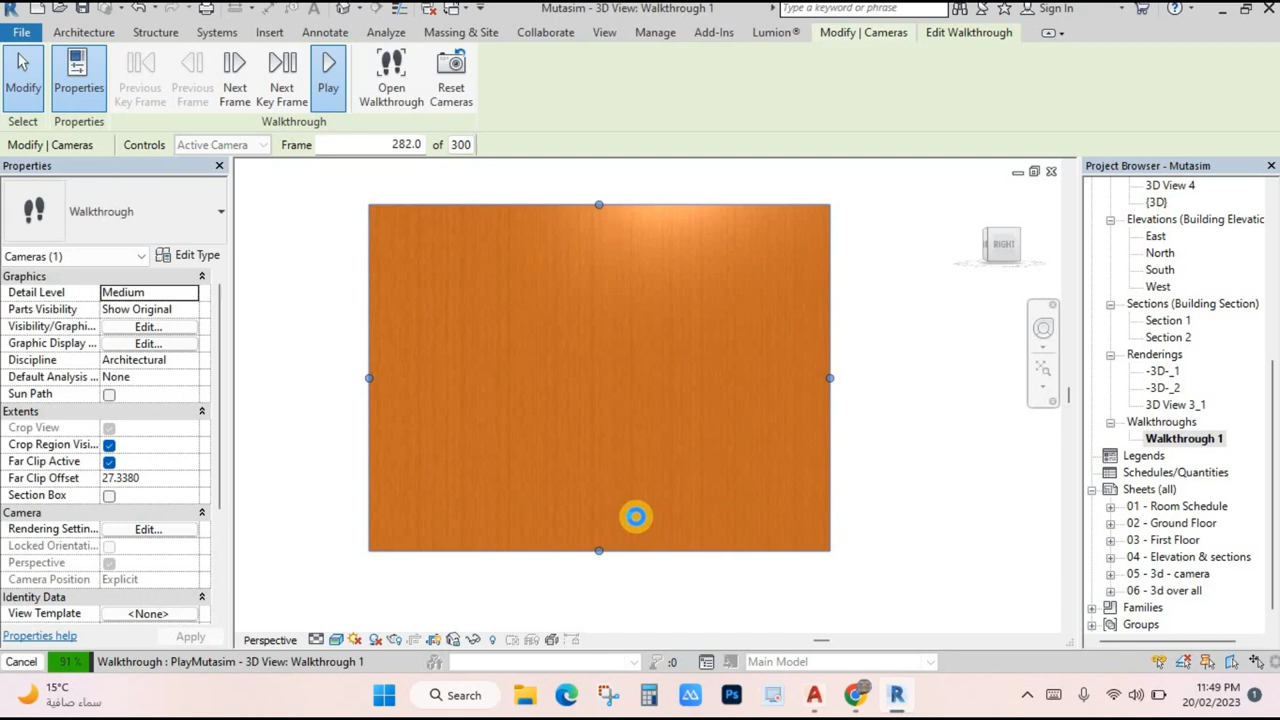 Mutasim - 3D View: Walkthrough 1
Type a keyword or phrase
Sign In
File
Architecture
Structure
Systems
Insert
Annotate
Analyze
Massing & Site
Collaborate
View
Manage
Add-Ins
Lumion®
Modify | Cameras
Edit Walkthrough
Modify
Properties
Previous
Key Frame
Previous
Frame
Next
Frame
Next
Key Frame
Play
Open
Walkthrough
Reset
Cameras
Select
Properties
Walkthrough
Modify | Cameras
Controls
Active Camera
Frame
282.0
of
300
Properties
Walkthrough
Cameras (1)
Edit Type
Graphics
Detail Level
Medium
Parts Visibility
Show Original
Visibility/Graphi...
Edit...
Graphic Display ...
Edit...
Discipline
Architectural
Default Analysis ...
None
Sun Path
Extents
Crop View
Crop Region Visi...
Far Clip Active
Far Clip Offset
27.3380
Section Box
Camera
Rendering Settin...
Edit...
Locked Orientati...
Perspective
Camera Position
Explicit
Identity Data
View Template
<None>
Properties help
Apply
RIGHT
Project Browser - Mutasim
3D View 4
{3D}
Elevations (Building Elevatic
East
North
South
West
Sections (Building Section)
Section 1
Section 2
Renderings
-3D-_1
-3D-_2
3D View 3_1
Walkthroughs
Walkthrough 1
Legends
Schedules/Quantities
Sheets (all)
01 - Room Schedule
02 - Ground Floor
03 - First Floor
04 - Elevation & sections
05 - 3d - camera
06 - 3d over all
Families
Groups
Perspective
Cancel
91 %
Walkthrough : PlayMutasim - 3D View: Walkthrough 1
:0
Main Model
15°C
سماء صافية
Search
Ps
A
R
11:49 PM
20/02/2023
1